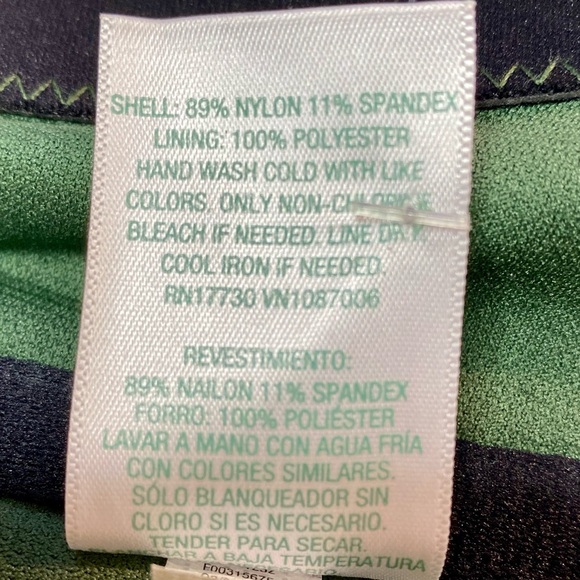 SHELL: 89% NYLON 11% SPANDEX
LINING: 100% POLYESTER
HAND WASH COLD WITH LIKE
COLORS. ONLY NON-CHLORINE
BLEACH IF NEEDED. LINE DRY.
COOL IRON IF NEEDED.
RN17730 VN1087006
REVESTIMIENTO:
89% NAILON 11% SPANDEX
FORRO: 100% POLIÉSTER
LAVAR A MANO CON AGUA FRÍA
CON COLORES SIMILARES.
SÓLO BLANQUEADOR SIN
CLORO SI ES NECESARIO.
TENDER PARA SECAR.
PLANCHAR A BAJA TEMPERATURA